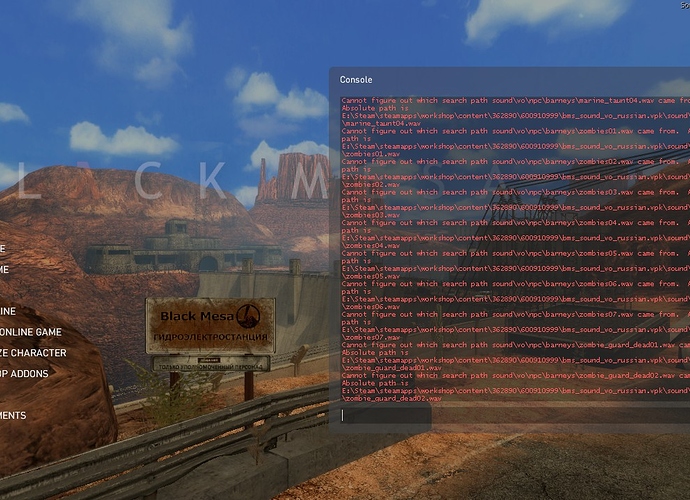 So
Console
L A C K M
E
ME
INE
ONLINE GAME
ZE CHARACTER
OP ADDONS
MENTS
Black Mesa
ГИДРОЭЛЕКТРОСТАНЦИЯ
ТОЛЬКО УПОЛНОМОЧЕННЫЙ ПЕРСОНАЛ
Cannot figure out which search path sound\vo\npc\barneys\marine_taunt04.wav came fro
Absolute path is
E:\Steam\steamapps\workshop\content\362890\600910999\bms_sound_vo_russian.vpk\sound\
\marine_taunt04.wav
Cannot figure out which search path sound\vo\npc\barneys\zombies01.wav came from. A
path is
E:\Steam\steamapps\workshop\content\362890\600910999\bms_sound_vo_russian.vpk\sound\
\zombies01.wav
Cannot figure out which search path sound\vo\npc\barneys\zombies02.wav came from.
path is
E:\Steam\steamapps\workshop\content\362890\600910999\bms_sound_vo_russian.vpk\sound\
\zombies02.wav
Cannot figure out which search path sound\vo\npc\barneys\zombies03.wav came from.
path is
E:\Steam\steamapps\workshop\content\362890\600910999\bms_sound_vo_russian.vpk\sound\
\zombies03.wav
Cannot figure out which search path sound\vo\npc\barneys\zombies04.wav came from.
path is
E:\Steam\steamapps\workshop\content\362890\600910999\bms_sound_vo_russian.vpk\sound\
\zombies04.wav
Cannot figure out which search path sound\vo\npc\barneys\zombies05.wav came from.
path is
E:\Steam\steamapps\workshop\content\362890\600910999\bms_sound_vo_russian.vpk\sound\
\zombies05.wav
Cannot figure out which search path sound\vo\npc\barneys\zombies06.wav came from.
path is
E:\Steam\steamapps\workshop\content\362890\600910999\bms_sound_vo_russian.vpk\sound\
\zombies06.wav
Cannot figure out which search path sound\vo\npc\barneys\zombies07.wav came from.
path is
E:\Steam\steamapps\workshop\content\362890\600910999\bms_sound_vo_russian.vpk\sound\
\zombies07.wav
Cannot figure out which search path sound\vo\npc\barneys\zombie_guard_dead01.wav cam
Absolute path is
E:\Steam\steamapps\workshop\content\362890\600910999\bms_sound_vo_russian.vpk\sound\
\zombie_guard_dead01.wav
Cannot figure out which search path sound\vo\npc\barneys\zombie_guard_dead02.wav cam
Absolute path is
E:\Steam\steamapps\workshop\content\362890\600910999\bms_sound_vo_russian.vpk\sound\
\zombie_guard_dead02.wav